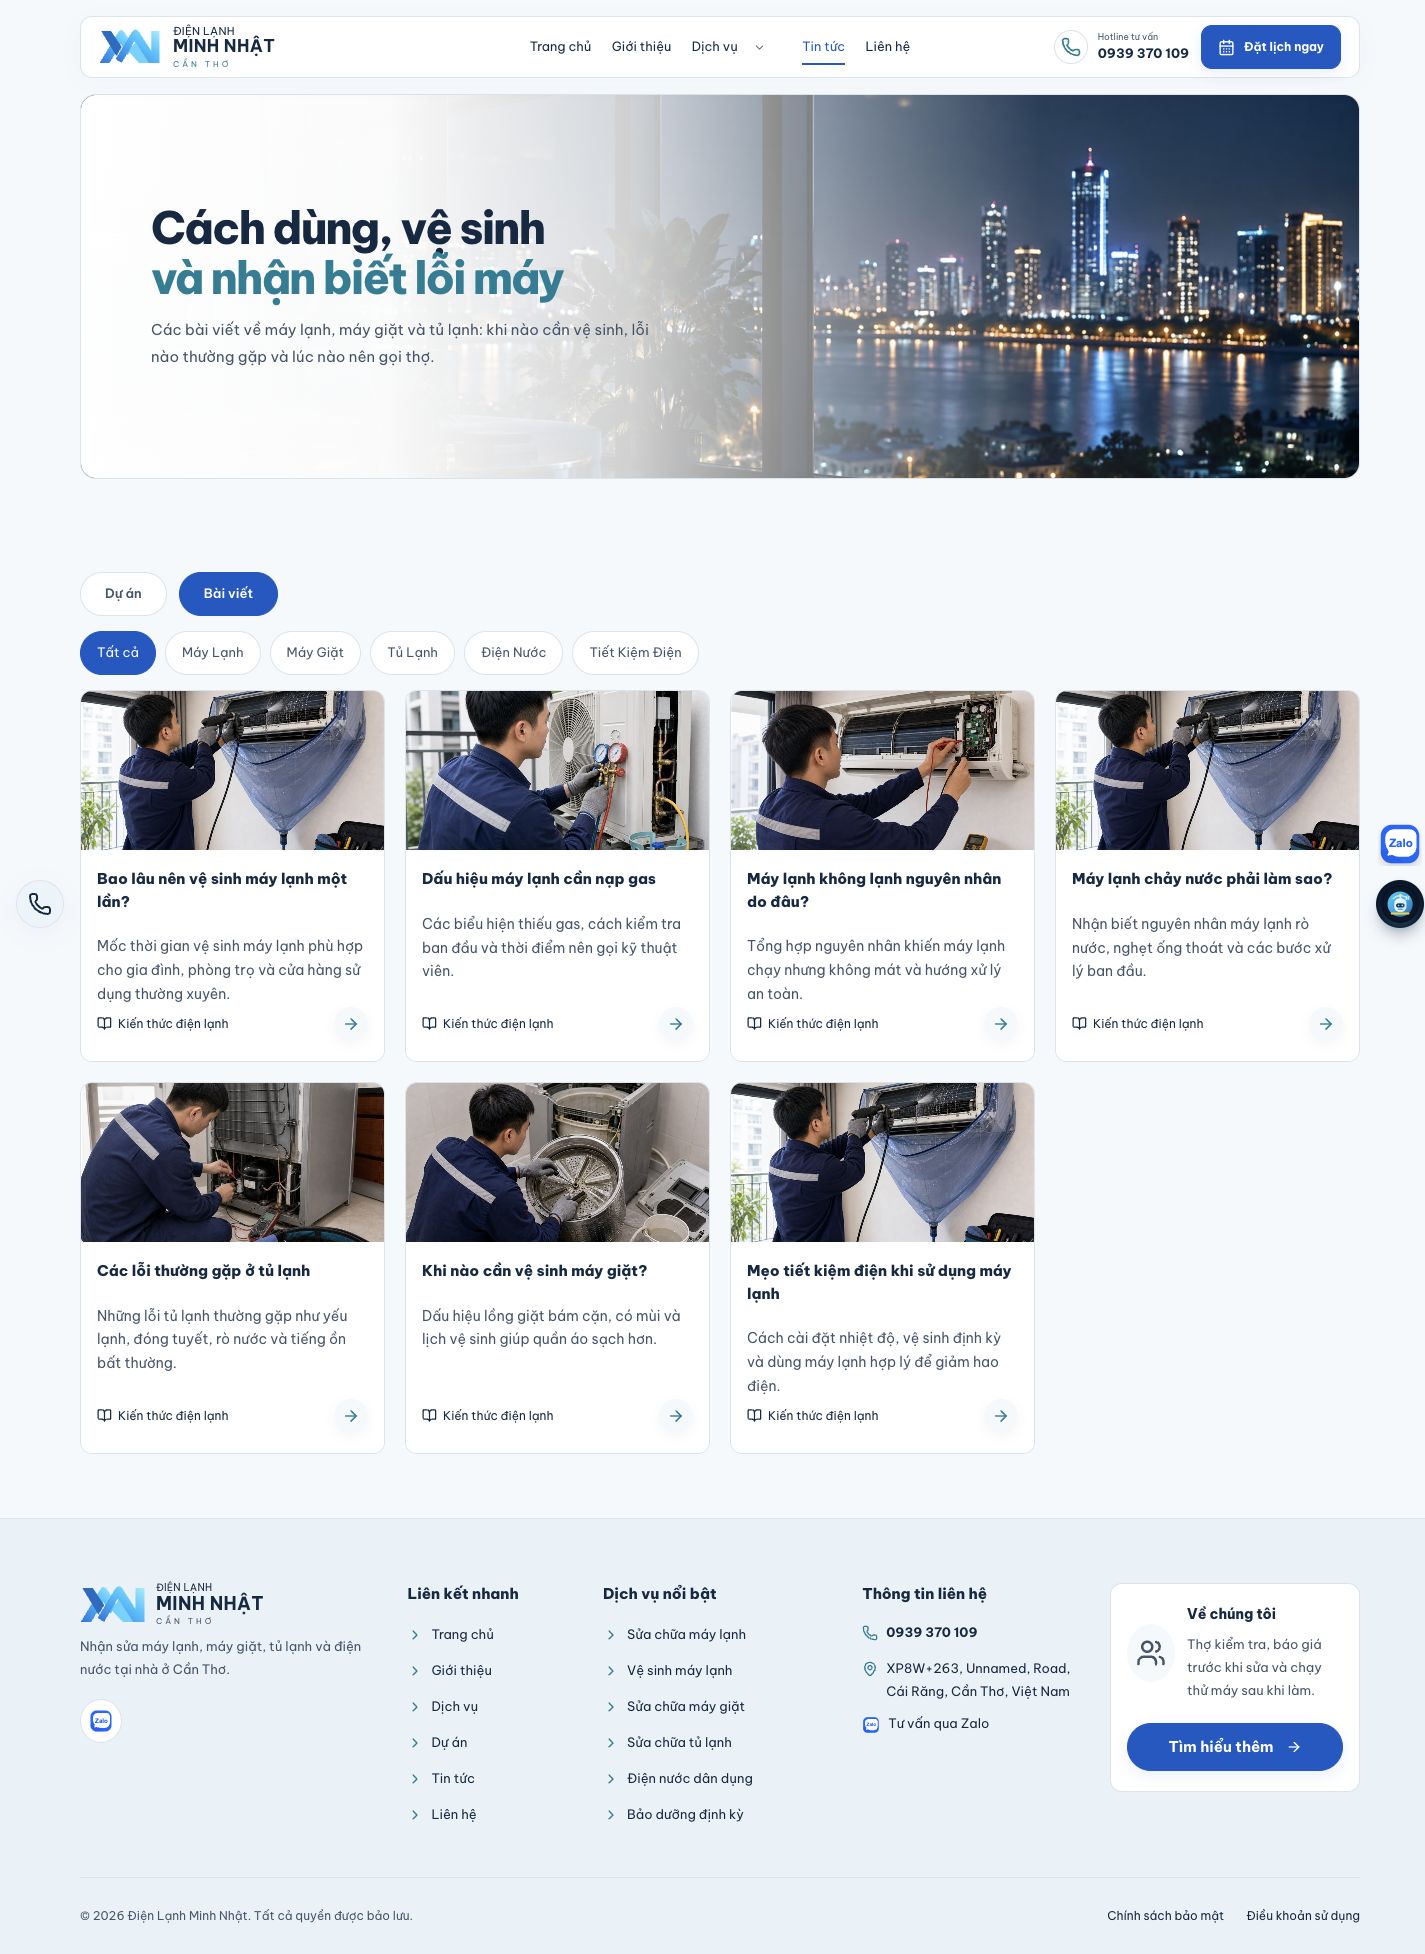 ĐIỆN LẠNH
MINH NHẬT
CẦN THƠ
Trang chủ
Giới thiệu
Dịch vụ
Tin tức
Liên hệ
Hotline tư vấn
0939 370 109
Đặt lịch ngay
Cách dùng, vệ sinh
và nhận biết lỗi máy
Các bài viết về máy lạnh, máy giặt và tủ lạnh: khi nào cần vệ sinh, lỗi
nào thường gặp và lúc nào nên gọi thợ.
Dự án
Bài viết
Tất cả
Máy Lạnh
Máy Giặt
Tủ Lạnh
Điện Nước
Tiết Kiệm Điện
Bao lâu nên vệ sinh máy lạnh một
lần?
Mốc thời gian vệ sinh máy lạnh phù hợp
cho gia đình, phòng trọ và cửa hàng sử
dụng thường xuyên.
Kiến thức điện lạnh
Dấu hiệu máy lạnh cần nạp gas
Các biểu hiện thiếu gas, cách kiểm tra
ban đầu và thời điểm nên gọi kỹ thuật
viên.
Kiến thức điện lạnh
Máy lạnh không lạnh nguyên nhân
do đâu?
Tổng hợp nguyên nhân khiến máy lạnh
chạy nhưng không mát và hướng xử lý
an toàn.
Kiến thức điện lạnh
Máy lạnh chảy nước phải làm sao?
Nhận biết nguyên nhân máy lạnh rò
nước, nghẹt ống thoát và các bước xử
lý ban đầu.
Kiến thức điện lạnh
Zalo
Các lỗi thường gặp ở tủ lạnh
Những lỗi tủ lạnh thường gặp như yếu
lạnh, đóng tuyết, rò nước và tiếng ồn
bất thường.
Kiến thức điện lạnh
Khi nào cần vệ sinh máy giặt?
Dấu hiệu lồng giặt bám cặn, có mùi và
lịch vệ sinh giúp quần áo sạch hơn.
Kiến thức điện lạnh
Mẹo tiết kiệm điện khi sử dụng máy
lạnh
Cách cài đặt nhiệt độ, vệ sinh định kỳ
và dùng máy lạnh hợp lý để giảm hao
điện.
Kiến thức điện lạnh
ĐIỆN LẠNH
MINH NHẬT
CẦN THƠ
Nhận sửa máy lạnh, máy giặt, tủ lạnh và điện
nước tại nhà ở Cần Thơ.
Zalo
Liên kết nhanh
Trang chủ
Giới thiệu
Dịch vụ
Dự án
Tin tức
Liên hệ
Dịch vụ nổi bật
Sửa chữa máy lạnh
Vệ sinh máy lạnh
Sửa chữa máy giặt
Sửa chữa tủ lạnh
Điện nước dân dụng
Bảo dưỡng định kỳ
Thông tin liên hệ
0939 370 109
XP8W+263, Unnamed, Road,
Cái Răng, Cần Thơ, Việt Nam
Zalo
Tư vấn qua Zalo
Về chúng tôi
Thợ kiểm tra, báo giá
trước khi sửa và chạy
thử máy sau khi làm.
Tìm hiểu thêm
© 2026 Điện Lạnh Minh Nhật. Tất cả quyền được bảo lưu.
Chính sách bảo mật
Điều khoản sử dụng